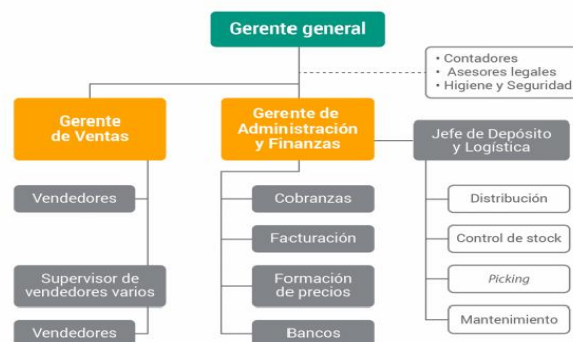 Gerente general
• Contadores
• Asesores legales
• Higiene y Seguridad
Gerente
de Ventas
Gerente de
Administración
y Finanzas
Jefe de Depósito
y Logística
Vendedores
Supervisor de
vendedores varios
Vendedores
Cobranzas
Facturación
Formación
de precios
Bancos
Distribución
Control de stock
Picking
Mantenimiento